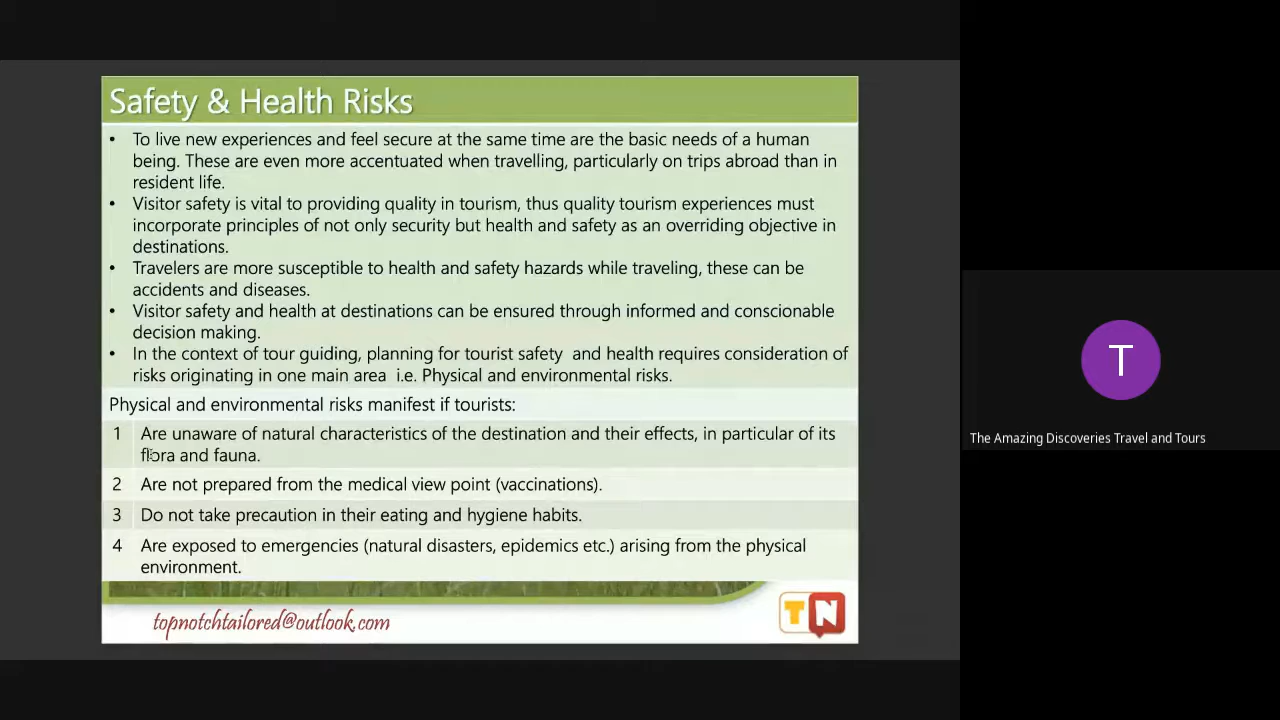 Safety & Health Risks
• To live new experiences and feel secure at the same time are the basic needs of a human
being. These are even more accentuated when travelling, particularly on trips abroad than in
resident life.
• Visitor safety is vital to providing quality in tourism, thus quality tourism experiences must
incorporate principles of not only security but health and safety as an overriding objective in
destinations.
• Travelers are more susceptible to health and safety hazards while traveling, these can be
accidents and diseases.
• Visitor safety and health at destinations can be ensured through informed and conscionable
decision making.
• In the context of tour guiding, planning for tourist safety and health requires consideration of
risks originating in one main area i.e. Physical and environmental risks.
Physical and environmental risks manifest if tourists:
1 Are unaware of natural characteristics of the destination and their effects, in particular of its
flora and fauna.
2 Are not prepared from the medical view point (vaccinations).
3 Do not take precaution in their eating and hygiene habits.
4 Are exposed to emergencies (natural disasters, epidemics etc.) arising from the physical
environment.
topnotchtailored@outlook.com
TN
T
The Amazing Discoveries Travel and Tours